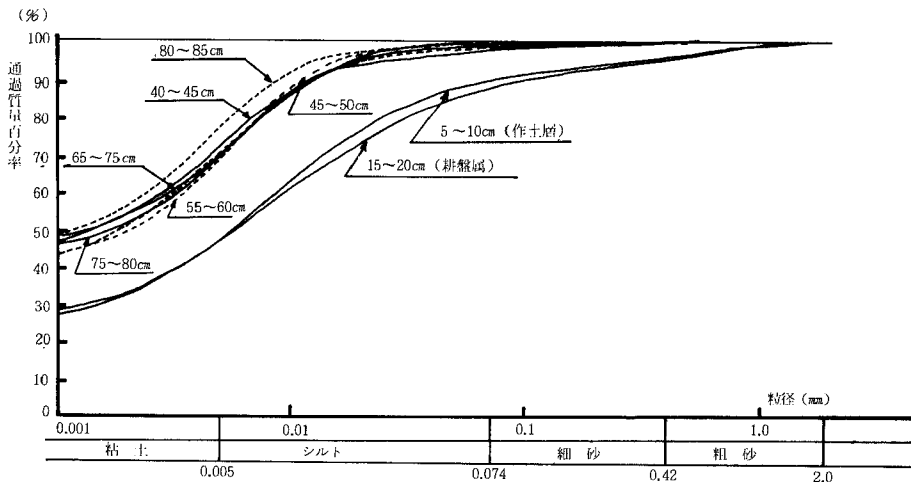 (%)
100
90
80
70
60
50
40
30
20
10
0
通過質量百分率
80～85cm
40～45cm
45～50cm
5～10cm(作土層)
15～20cm(耕盤属)
65～75cm
55～60cm
75～80cm
粒径(mm)
0.001 0.01 0.1 1.0
粘土 シルト 細砂 粗砂
0.005 0.074 0.42 2.0